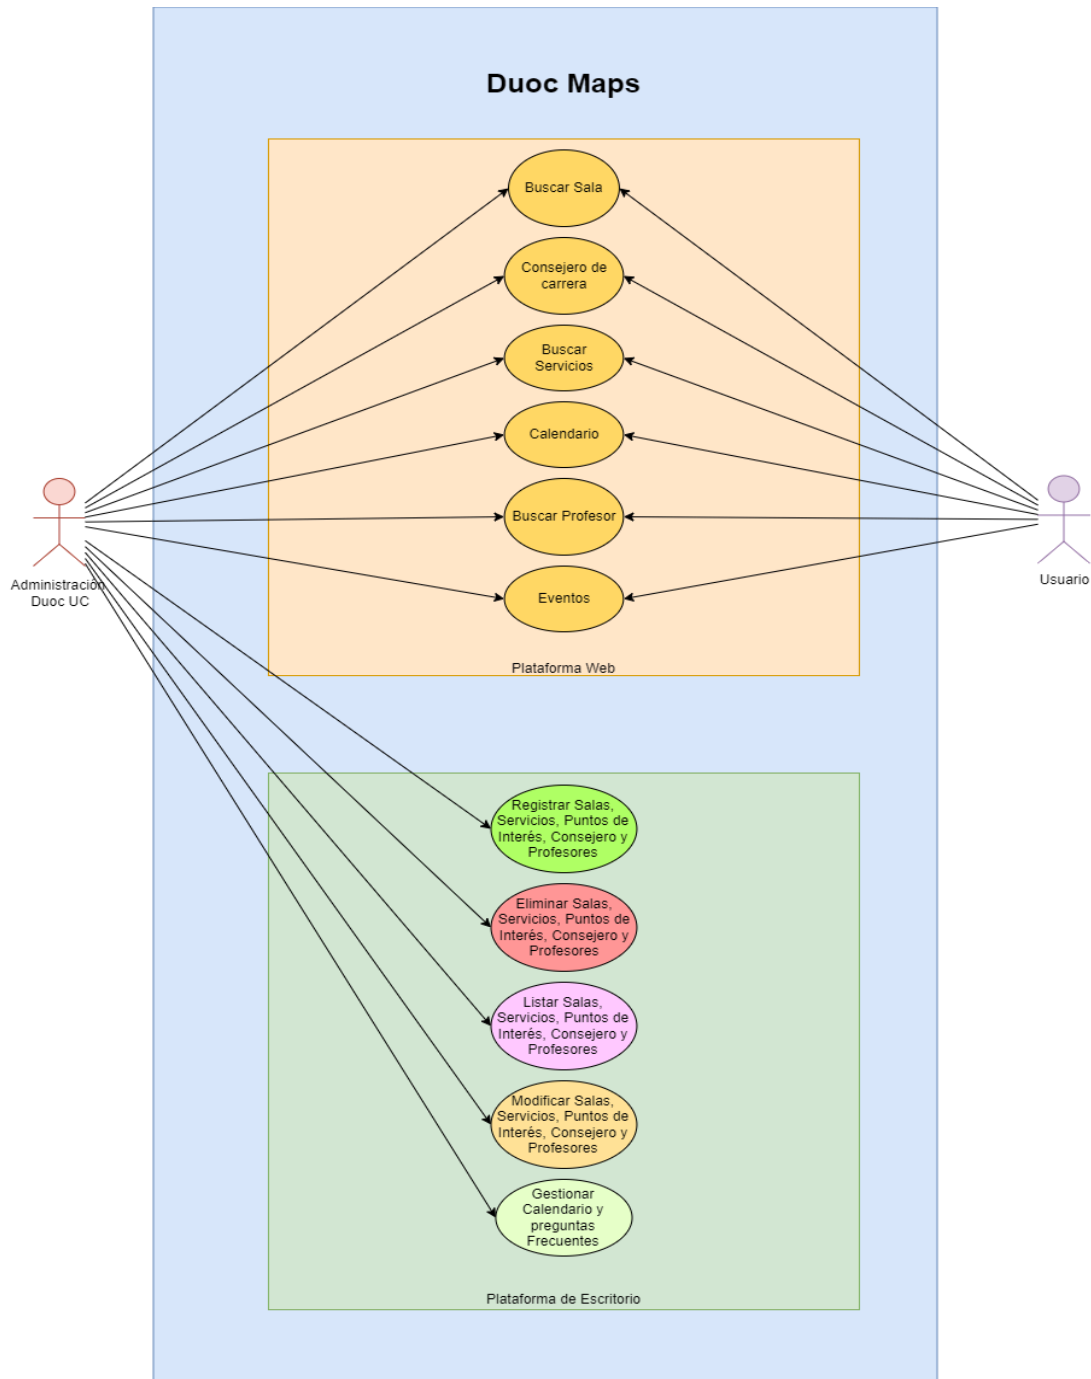 Duoc Maps
Buscar Sala
Consejero de
carrera
Buscar
Servicios
Calendario
Buscar Profesor
Eventos
Plataforma Web
Administración
Duoc UC
Usuario
Registrar Salas,
Servicios, Puntos de
Interés, Consejero y
Profesores
Eliminar Salas,
Servicios, Puntos de
Interés, Consejero y
Profesores
Listar Salas,
Servicios, Puntos de
Interés, Consejero y
Profesores
Modificar Salas,
Servicios, Puntos de
Interés, Consejero y
Profesores
Gestionar
Calendario y
preguntas
Frecuentes
Plataforma de Escritorio